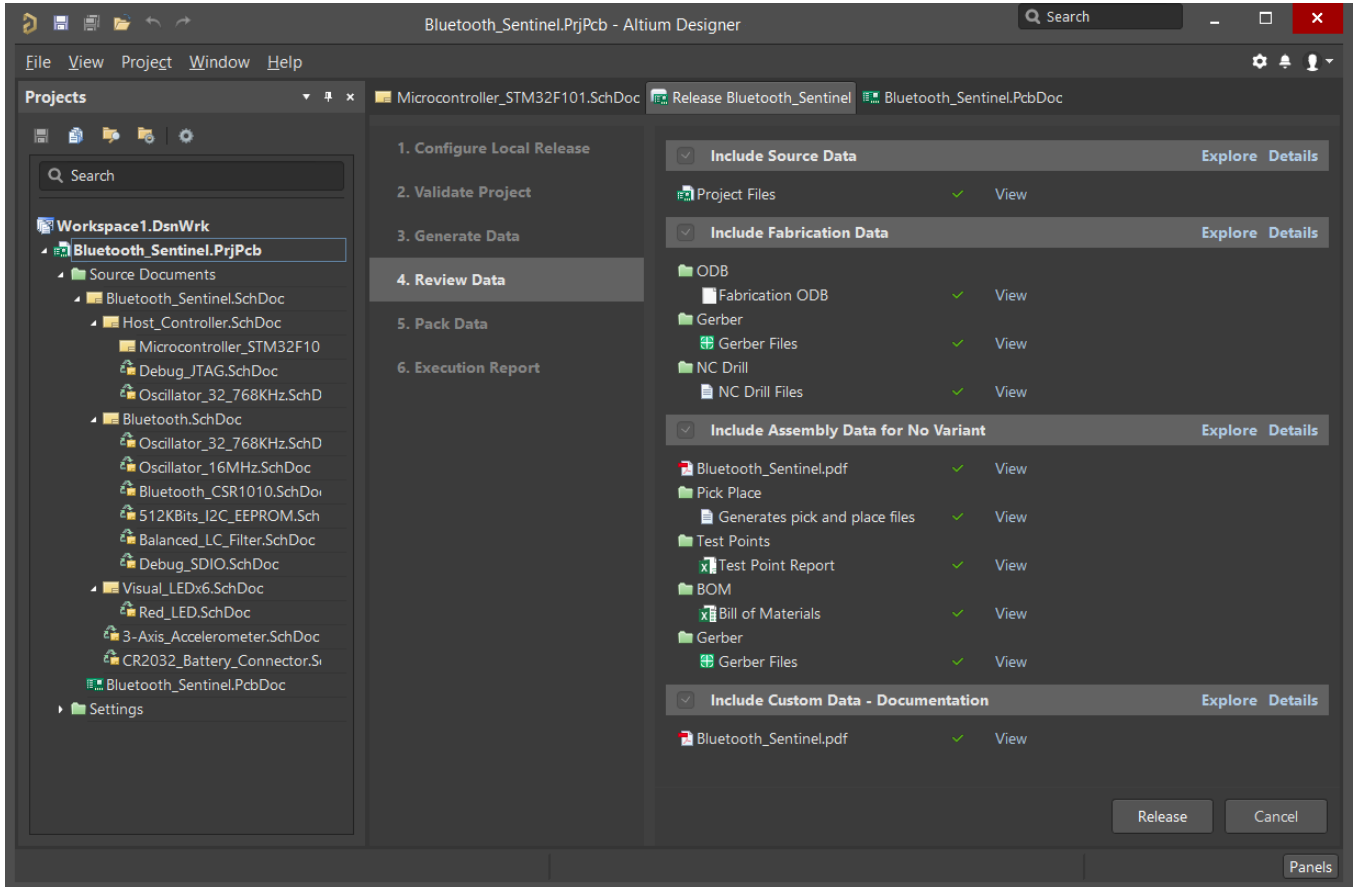 Bluetooth_Sentinel.PrjPcb - Altium Designer
Search
File View Project Window Help
Projects
Microcontroller_STM32F101.SchDoc
Release Bluetooth_Sentinel
Bluetooth_Sentinel.PcbDoc
Search
Workspace1.DsnWrk
Bluetooth_Sentinel.PrjPcb
Source Documents
Bluetooth_Sentinel.SchDoc
Host_Controller.SchDoc
Microcontroller_STM32F10
Debug_JTAG.SchDoc
Oscillator_32_768KHz.SchD
Bluetooth.SchDoc
Oscillator_32_768KHz.SchD
Oscillator_16MHz.SchDoc
Bluetooth_CSR1010.SchDo
512KBits_I2C_EEPROM.Sch
Balanced_LC_Filter.SchDoc
Debug_SDIO.SchDoc
Visual_LEDx6.SchDoc
Red_LED.SchDoc
3-Axis_Accelerometer.SchDoc
CR2032_Battery_Connector.S
Bluetooth_Sentinel.PcbDoc
Settings
1. Configure Local Release
2. Validate Project
3. Generate Data
4. Review Data
5. Pack Data
6. Execution Report
Include Source Data Explore Details
Project Files View
Include Fabrication Data Explore Details
ODB
Fabrication ODB View
Gerber
Gerber Files View
NC Drill
NC Drill Files View
Include Assembly Data for No Variant Explore Details
Bluetooth_Sentinel.pdf View
Pick Place
Generates pick and place files View
Test Points
Test Point Report View
BOM
Bill of Materials View
Gerber
Gerber Files View
Include Custom Data - Documentation Explore Details
Bluetooth_Sentinel.pdf View
Release Cancel
Panels